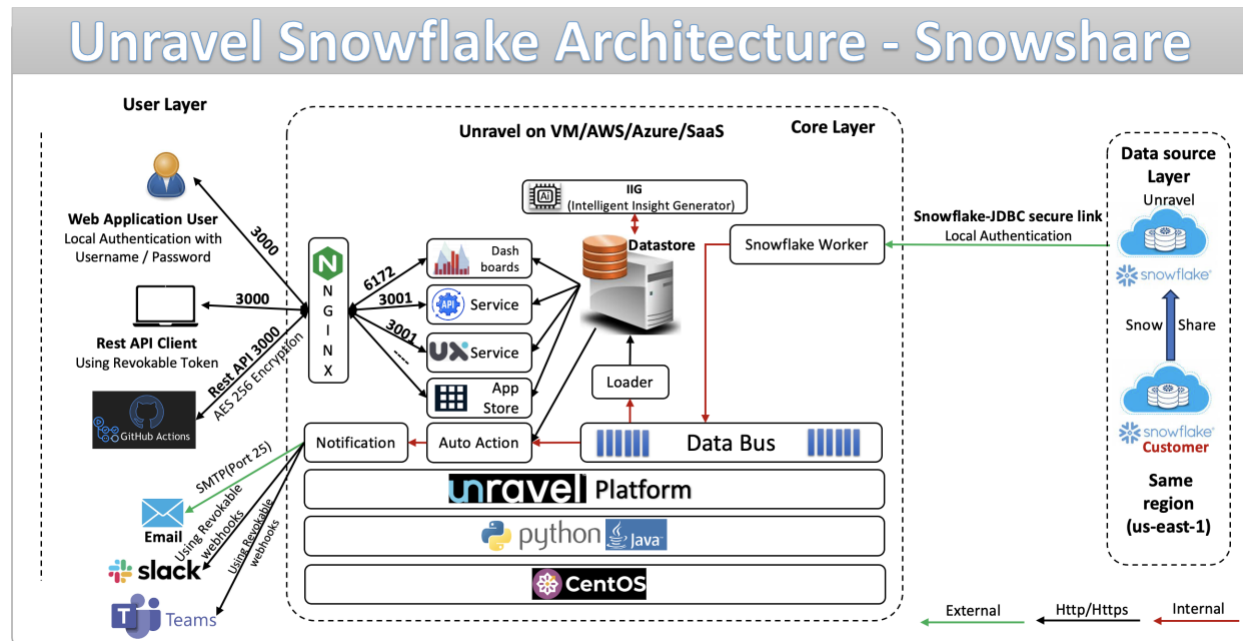 Unravel Snowflake Architecture - Snowshare
User Layer
Web Application User
Local Authentication with
Username / Password
3000
Rest API Client
Using Revokable Token
3000
Rest API 3000
AES 256 Encryption
GitHub Actions
SMTP(Port 25)
Email
Using Revokable
webhooks
slack
Using Revokable
webhooks
T
Teams
Unravel on VM/AWS/Azure/SaaS
Core Layer
N
N
G
I
N
X
6172
3001
3001
----
Dash
boards
API
Service
UX
Service
App
Store
AI
IIG
(Intelligent Insight Generator)
Datastore
Snowflake Worker
Loader
Notification
Auto Action
Data Bus
unravel Platform
python
Java
CentOS
Snowflake-JDBC secure link
Local Authentication
Data source
Layer
Unravel
snowflake
Snow
Share
snowflake
Customer
Same
region
(us-east-1)
External
Http/Https
Internal